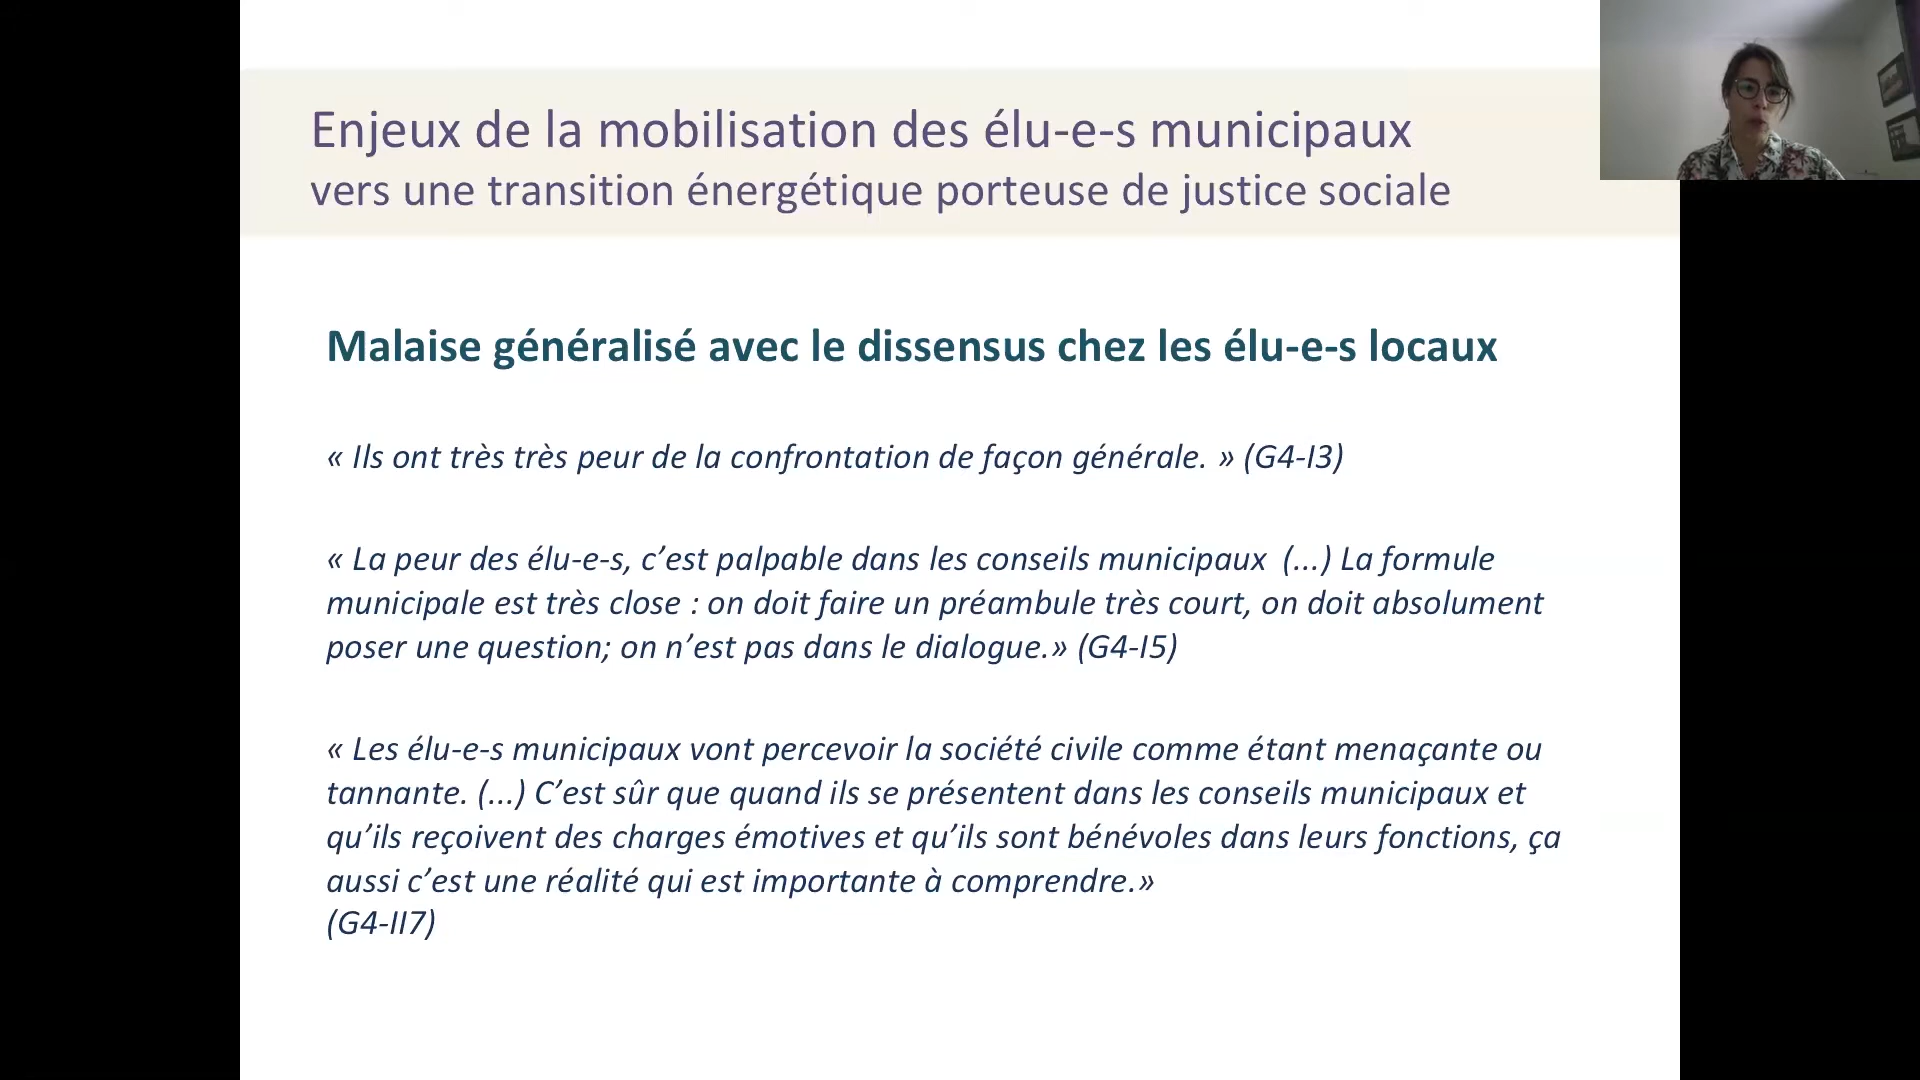 Enjeux de la mobilisation des élu-e-s municipaux
vers une transition énergétique porteuse de justice sociale
Malaise généralisé avec le dissensus chez les élu-e-s locaux
« Ils ont très très peur de la confrontation de façon générale. » (G4-I3)
« La peur des élu-e-s, c’est palpable dans les conseils municipaux  (...) La formule
municipale est très close : on doit faire un préambule très court, on doit absolument
poser une question; on n’est pas dans le dialogue.» (G4-I5)
« Les élu-e-s municipaux vont percevoir la société civile comme étant menaçante ou
tannante. (...) C’est sûr que quand ils se présentent dans les conseils municipaux et
qu’ils reçoivent des charges émotives et qu’ils sont bénévoles dans leurs fonctions, ça
aussi c’est une réalité qui est importante à comprendre.»
(G4-II7)